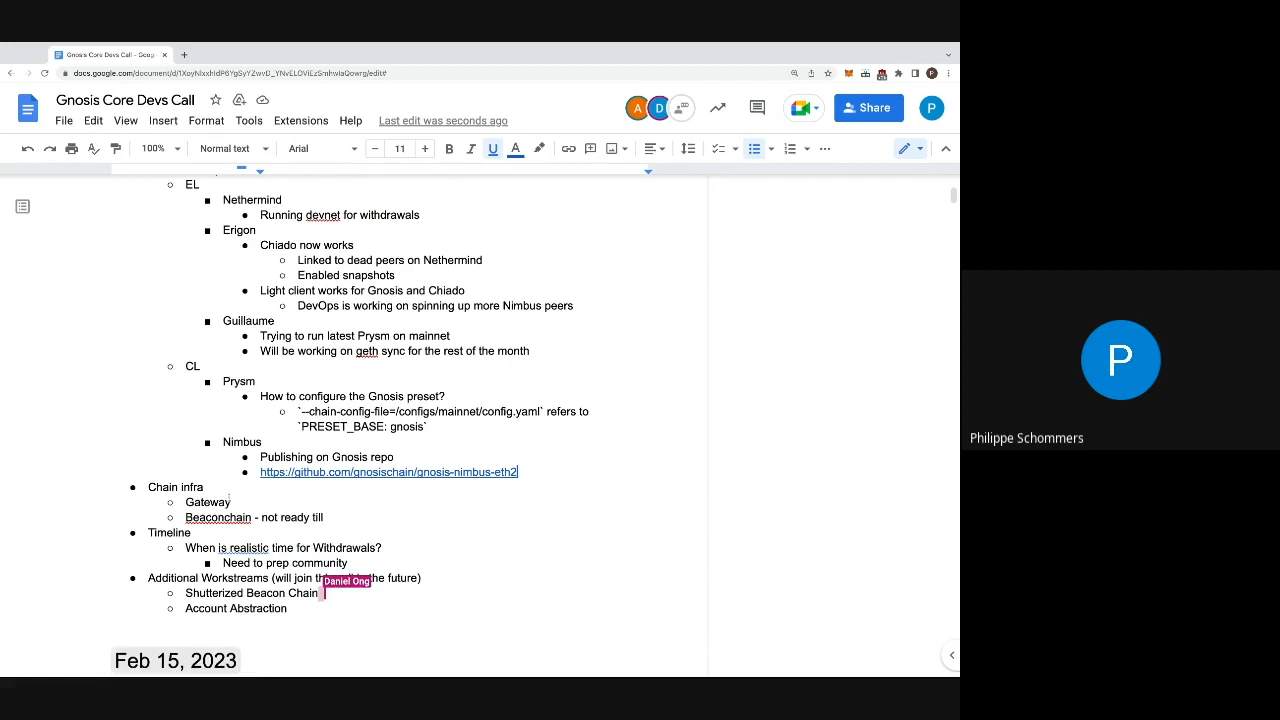 Gnosis Core Devs Call - Goog
docs.google.com/document/d/1XoyNlxxhIdP6YgSyYZwvD_YNvELOViEzSmhwIaQowrg/edit#
P
Gnosis Core Devs Call
File Edit View Insert Format Tools Extensions Help Last edit was seconds ago
A D Share P
100% Normal text Arial − 11 + B I U A
EL
Nethermind
Running devnet for withdrawals
Erigon
Chiado now works
Linked to dead peers on Nethermind
Enabled snapshots
Light client works for Gnosis and Chiado
DevOps is working on spinning up more Nimbus peers
Guillaume
Trying to run latest Prysm on mainnet
Will be working on geth sync for the rest of the month
CL
Prysm
How to configure the Gnosis preset?
`--chain-config-file=/configs/mainnet/config.yaml` refers to
`PRESET_BASE: gnosis`
Nimbus
Publishing on Gnosis repo
https://github.com/gnosischain/gnosis-nimbus-eth2
Chain infra
Gateway
Beaconchain - not ready till
Timeline
When is realistic time for Withdrawals?
Need to prep community
Additional Workstreams (will join the future)
Daniel Ong
Shutterized Beacon Chain
Account Abstraction
Feb 15, 2023
P
Philippe Schommers